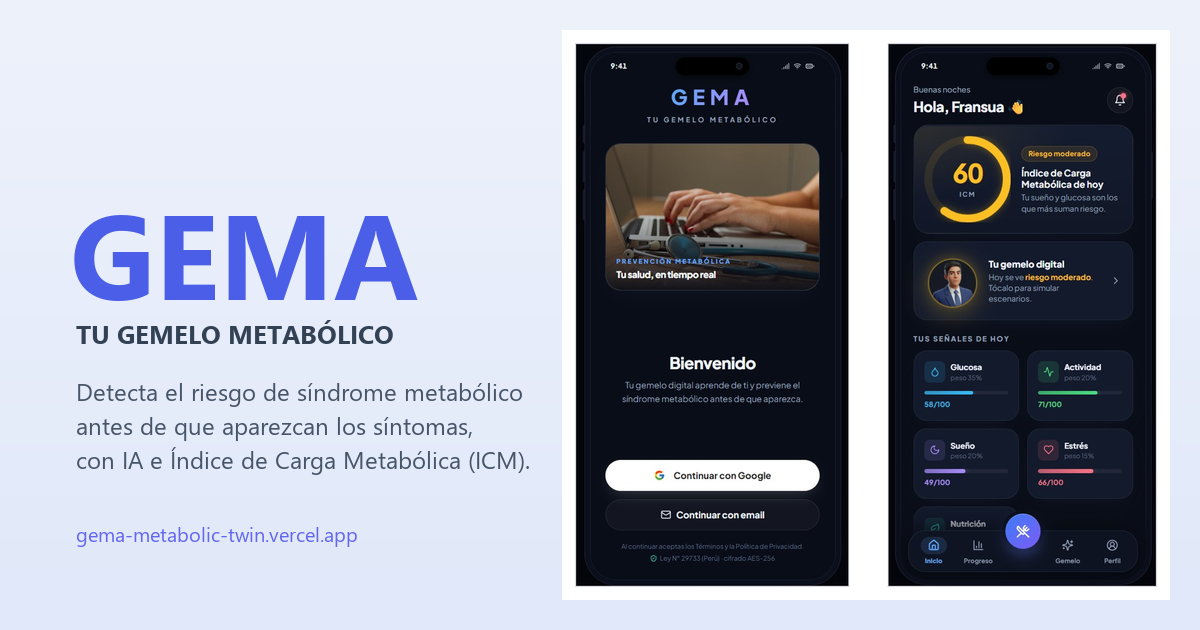 GEMA
TU GEMELO METABÓLICO
Detecta el riesgo de síndrome metabólico
antes de que aparezcan los síntomas,
con IA e Índice de Carga Metabólica (ICM).
gema-metabolic-twin.vercel.app
9:41
GEMA
TU GEMELO METABÓLICO
PREVENCIÓN METABÓLICA
Tu salud, en tiempo real
Bienvenido
Tu gemelo digital aprende de ti y previene el
síndrome metabólico antes de que aparezca.
Continuar con Google
Continuar con email
Al continuar aceptas los Términos y la Política de Privacidad.
Ley N° 29733 (Perú) · cifrado AES-256
9:41
Buenas noches
Hola, Fransua 👋
60
ICM
Riesgo moderado
Índice de Carga
Metabólica de hoy
Tu sueño y glucosa son los
que más suman riesgo.
Tu gemelo digital
Hoy se ve riesgo moderado.
Tócalo para simular
escenarios.
TUS SEÑALES DE HOY
Glucosa
peso 35%
58/100
Actividad
peso 20%
71/100
Sueño
peso 20%
49/100
Estrés
peso 15%
66/100
Nutrición
Inicio
Progreso
Gemelo
Perfil